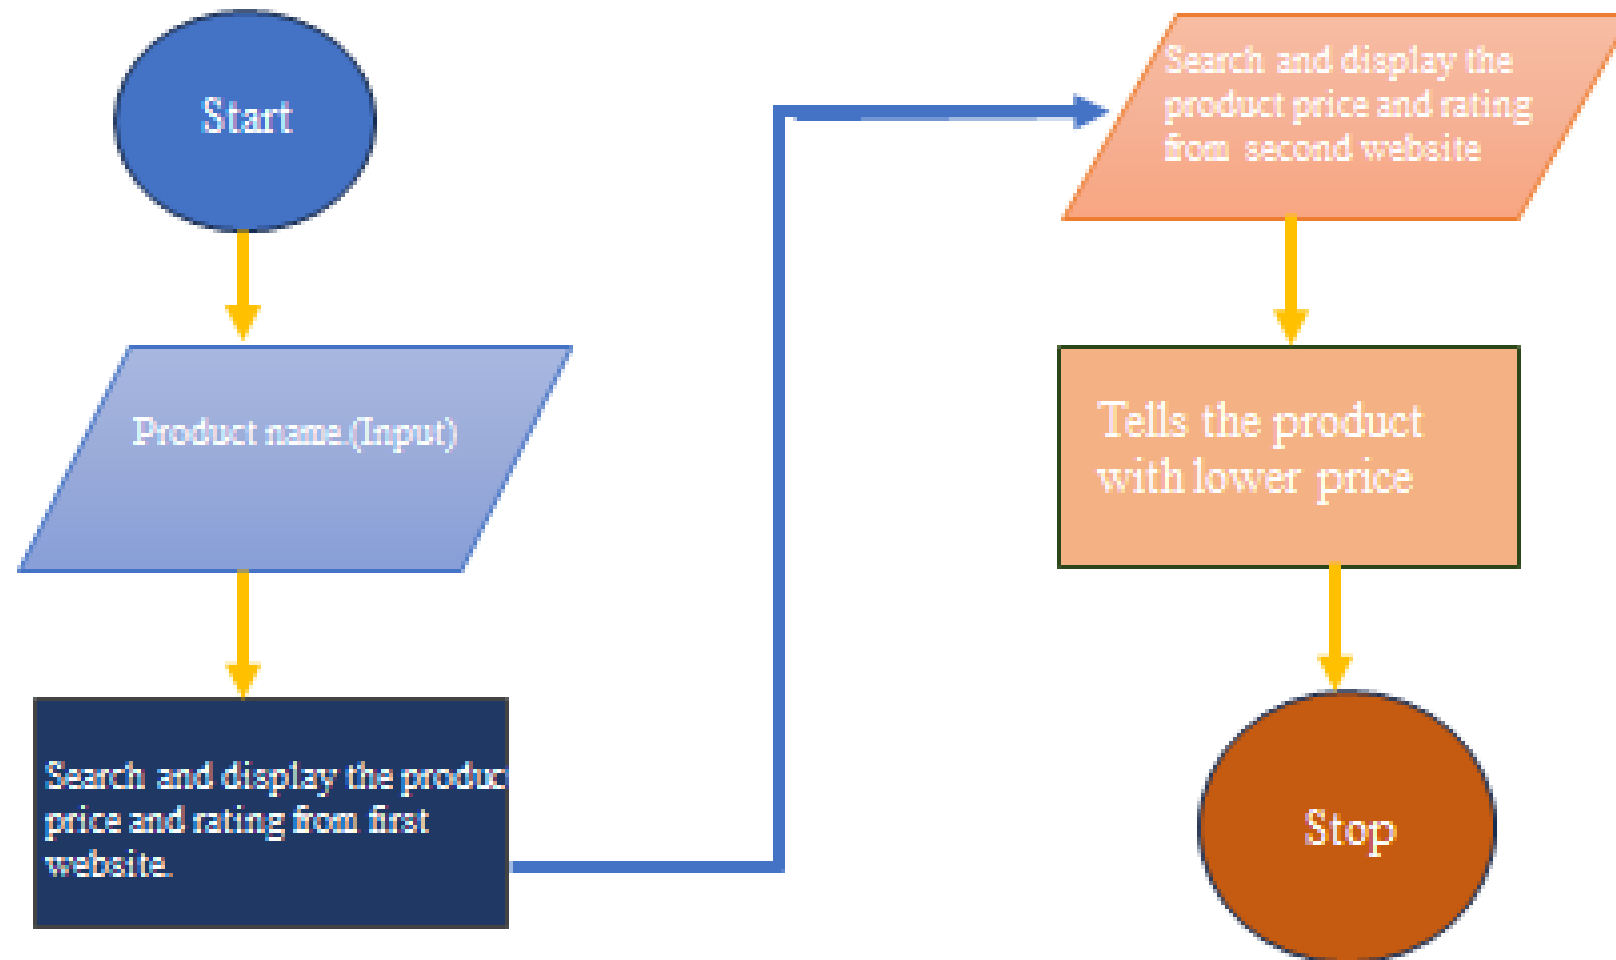 Start
Product name.(Input)
Search and display the produc
price and rating from first
website.
Search and display the
product price and rating
from second website
Tells the product
with lower price
Stop